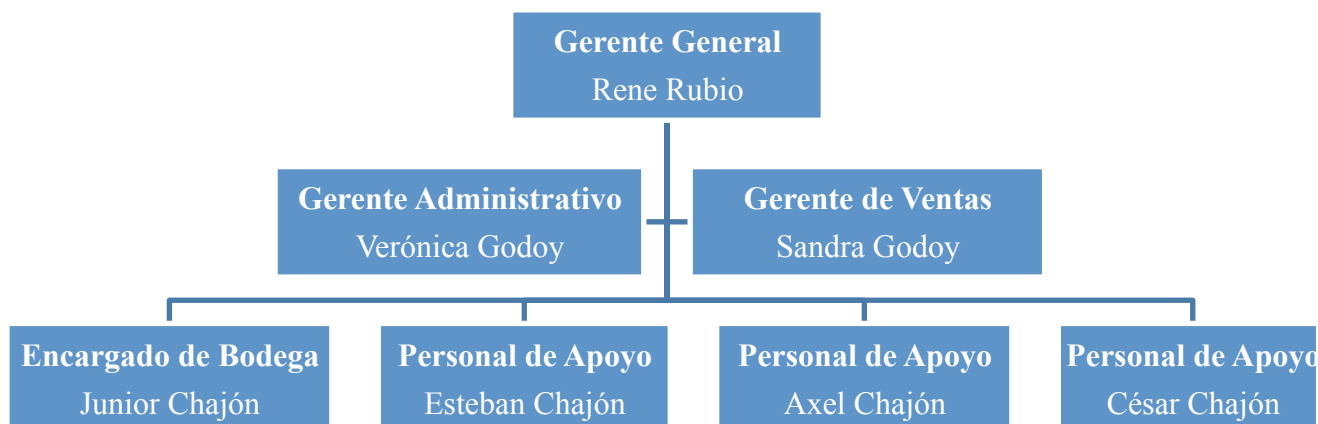 Gerente General
Rene Rubio
Gerente Administrativo
Verónica Godoy
Gerente de Ventas
Sandra Godoy
Encargado de Bodega
Junior Chajón
Personal de Apoyo
Esteban Chajón
Personal de Apoyo
Axel Chajón
Personal de Apoyo
César Chajón